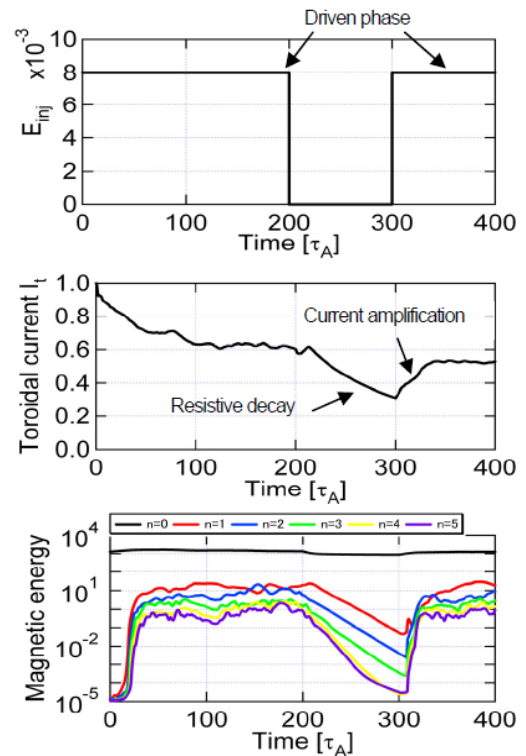 Driven phase
x10⁻³
E_inj
10
8
6
4
2
0
0 100 200 300 400
Time [τ_A]
Toroidal current I_t
1.0
0.8
0.6
0.4
0.2
0.0
Current amplification
Resistive decay
0 100 200 300 400
Time [τ_A]
n=0 n=1 n=2 n=3 n=4 n=5
Magnetic energy
10⁴
10¹
10⁻²
10⁻⁵
0 100 200 300 400
Time [τ_A]